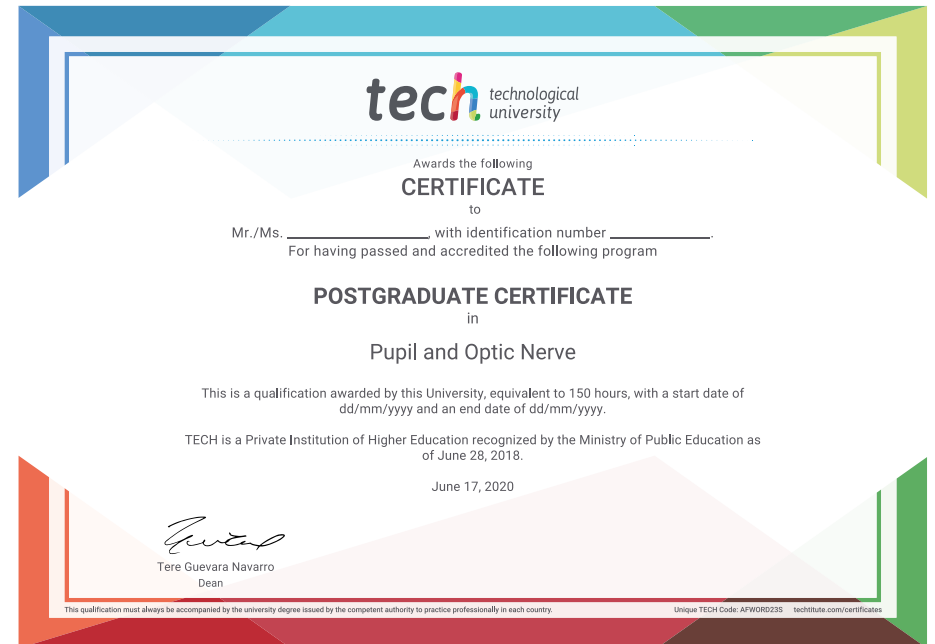 tech technological
university
Awards the following
CERTIFICATE
to
Mr./Ms. ____________________, with identification number ______________.
For having passed and accredited the following program
POSTGRADUATE CERTIFICATE
in
Pupil and Optic Nerve
This is a qualification awarded by this University, equivalent to 150 hours, with a start date of
dd/mm/yyyy and an end date of dd/mm/yyyy.
TECH is a Private Institution of Higher Education recognized by the Ministry of Public Education as
of June 28, 2018.
June 17, 2020
Tere Guevara Navarro
Dean
This qualification must always be accompanied by the university degree issued by the competent authority to practice professionally in each country.
Unique TECH Code: AFWORD23S techtitute.com/certificates